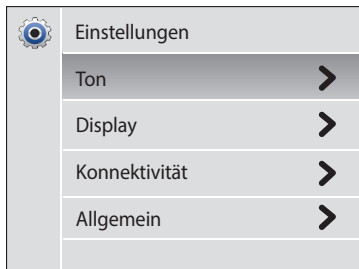 Einstellungen
Ton
Display
Konnektivität
Allgemein